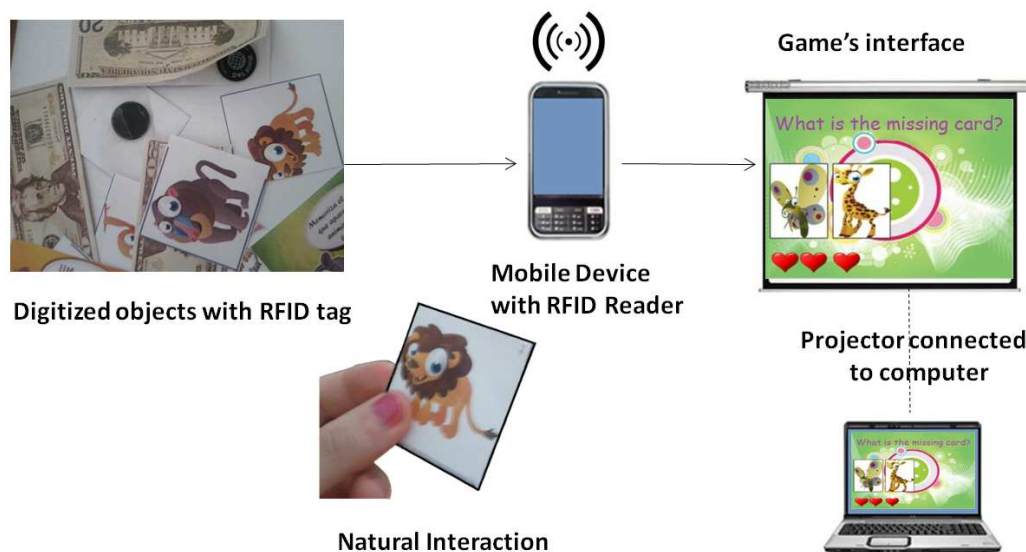 Game's interface
What is the missing card?
20
Mobile Device
with RFID Reader
Digitized objects with RFID tag
Projector connected
to computer
What is the missing card?
Natural Interaction